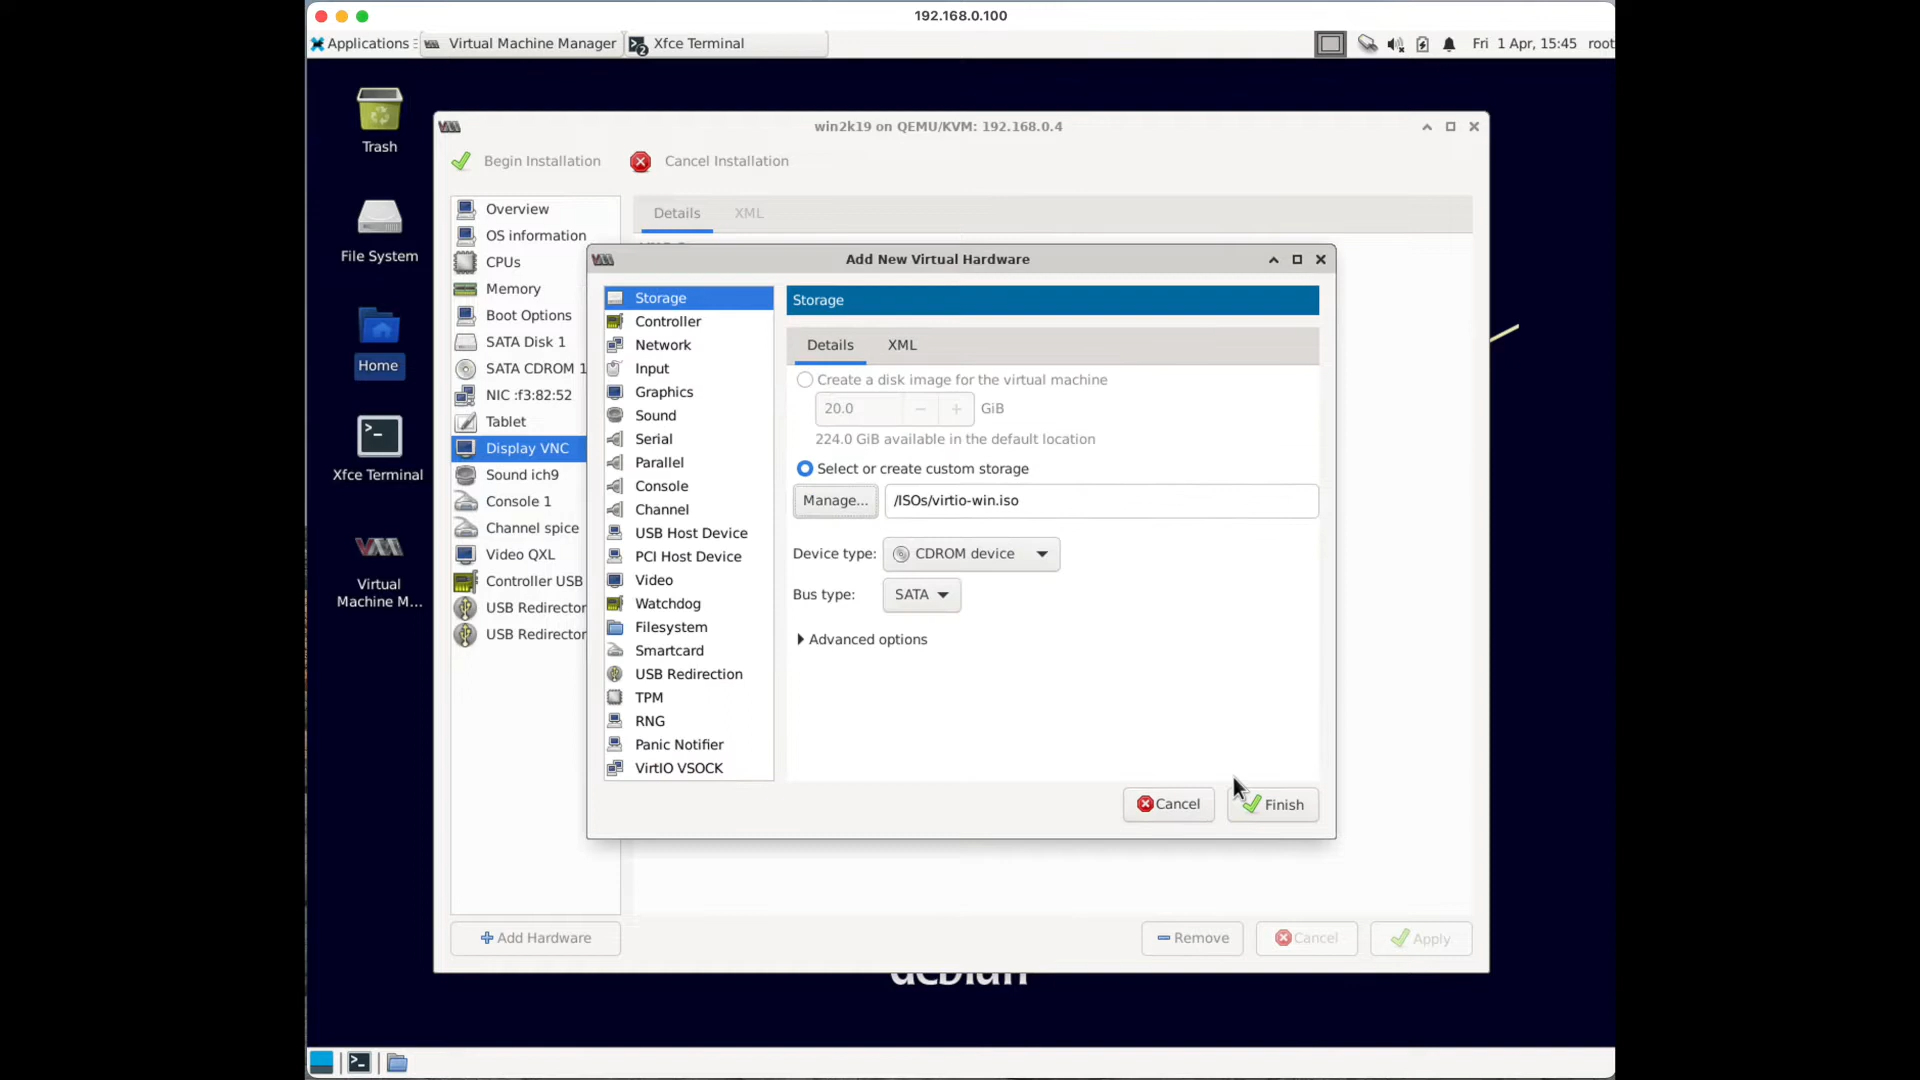 192.168.0.100
Applications
Virtual Machine Manager
Xfce Terminal
Fri 1 Apr, 15:45
root
Trash
File System
Home
Xfce Terminal
Virtual
Machine M...
win2k19 on QEMU/KVM: 192.168.0.4
Begin Installation
Cancel Installation
Overview
OS information
CPUs
Memory
Boot Options
SATA Disk 1
SATA CDROM 1
NIC :f3:82:52
Tablet
Display VNC
Sound ich9
Console 1
Channel spice
Video QXL
Controller USB
USB Redirector
USB Redirector
Details
XML
Add New Virtual Hardware
Storage
Controller
Network
Input
Graphics
Sound
Serial
Parallel
Console
Channel
USB Host Device
PCI Host Device
Video
Watchdog
Filesystem
Smartcard
USB Redirection
TPM
RNG
Panic Notifier
VirtIO VSOCK
Storage
Details
XML
Create a disk image for the virtual machine
20.0
GiB
224.0 GiB available in the default location
Select or create custom storage
Manage...
/ISOs/virtio-win.iso
Device type:
CDROM device
Bus type:
SATA
Advanced options
Cancel
Finish
Add Hardware
Remove
Cancel
Apply
debian